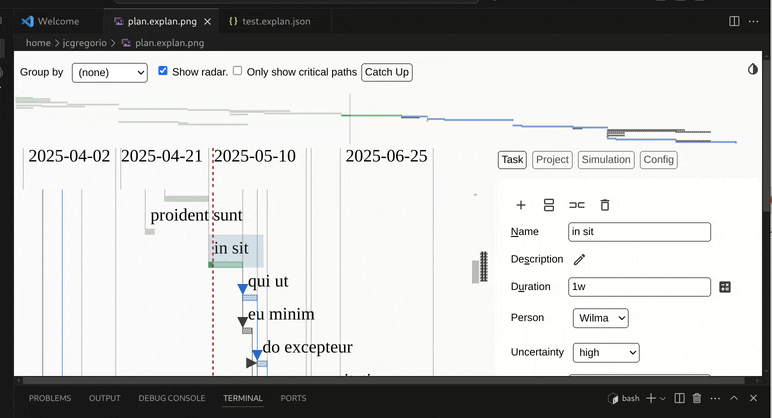 Welcome plan.explan.png {} test.explan.json
home > jcgregorio > plan.explan.png
Group by (none) Show radar. Only show critical paths Catch Up
2025-04-02 2025-04-21 2025-05-10 2025-06-25
Task Project Simulation Config
proident sunt
in sit
qui ut
eu minim
do excepteur
Name in sit
Description
Duration 1w
Person Wilma
Uncertainty high
PROBLEMS OUTPUT DEBUG CONSOLE TERMINAL PORTS bash